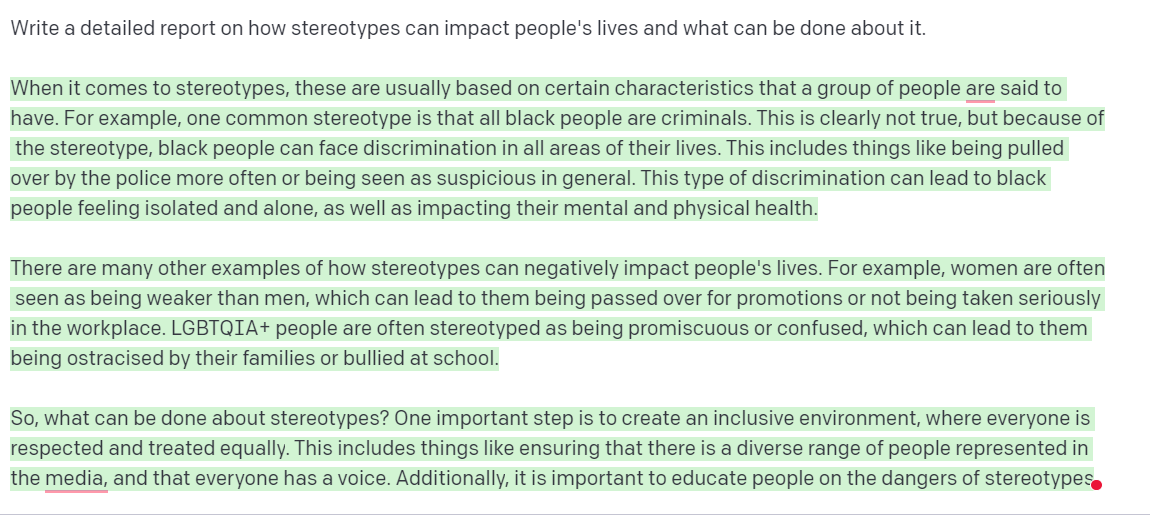 Write a detailed report on how stereotypes can impact people's lives and what can be done about it.
When it comes to stereotypes, these are usually based on certain characteristics that a group of people are said to
have. For example, one common stereotype is that all black people are criminals. This is clearly not true, but because of
the stereotype, black people can face discrimination in all areas of their lives. This includes things like being pulled
over by the police more often or being seen as suspicious in general. This type of discrimination can lead to black
people feeling isolated and alone, as well as impacting their mental and physical health.
There are many other examples of how stereotypes can negatively impact people's lives. For example, women are often
seen as being weaker than men, which can lead to them being passed over for promotions or not being taken seriously
in the workplace. LGBTQIA+ people are often stereotyped as being promiscuous or confused, which can lead to them
being ostracised by their families or bullied at school.
So, what can be done about stereotypes? One important step is to create an inclusive environment, where everyone is
respected and treated equally. This includes things like ensuring that there is a diverse range of people represented in
the media, and that everyone has a voice. Additionally, it is important to educate people on the dangers of stereotypes